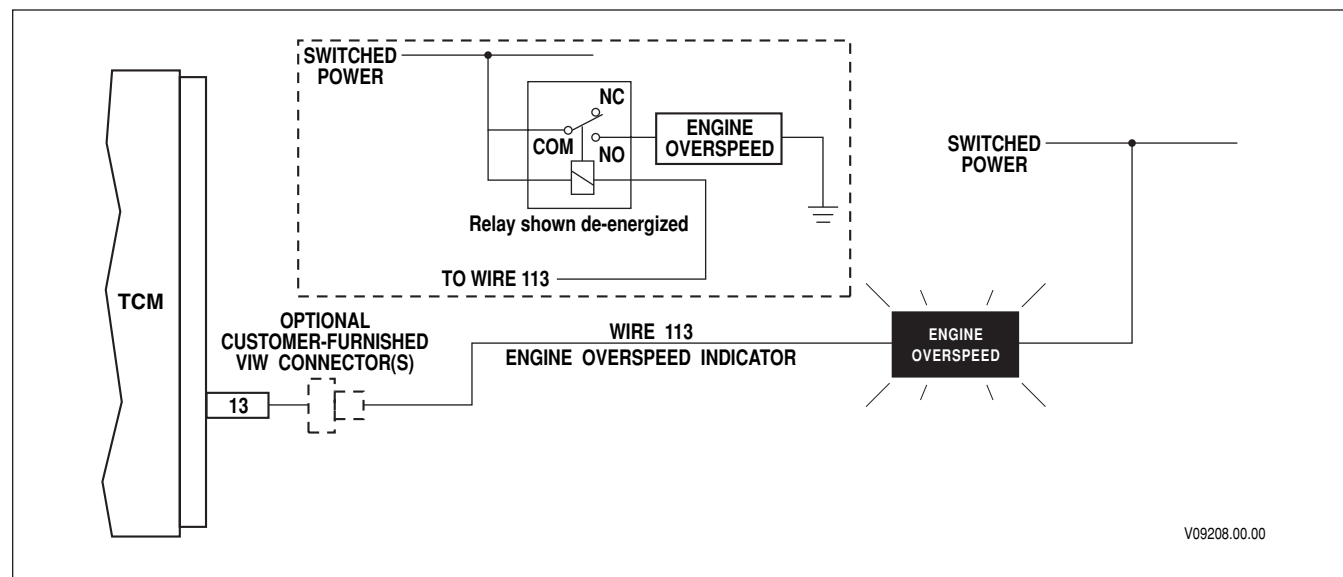 SWITCHED
POWER
NC
COM
NO
ENGINE
OVERSPEED
Relay shown de-energized
TO WIRE 113
SWITCHED
POWER
TCM
OPTIONAL
CUSTOMER-FURNISHED
VIW CONNECTOR(S)
WIRE 113
ENGINE OVERSPEED INDICATOR
ENGINE
OVERSPEED
13
V09208.00.00